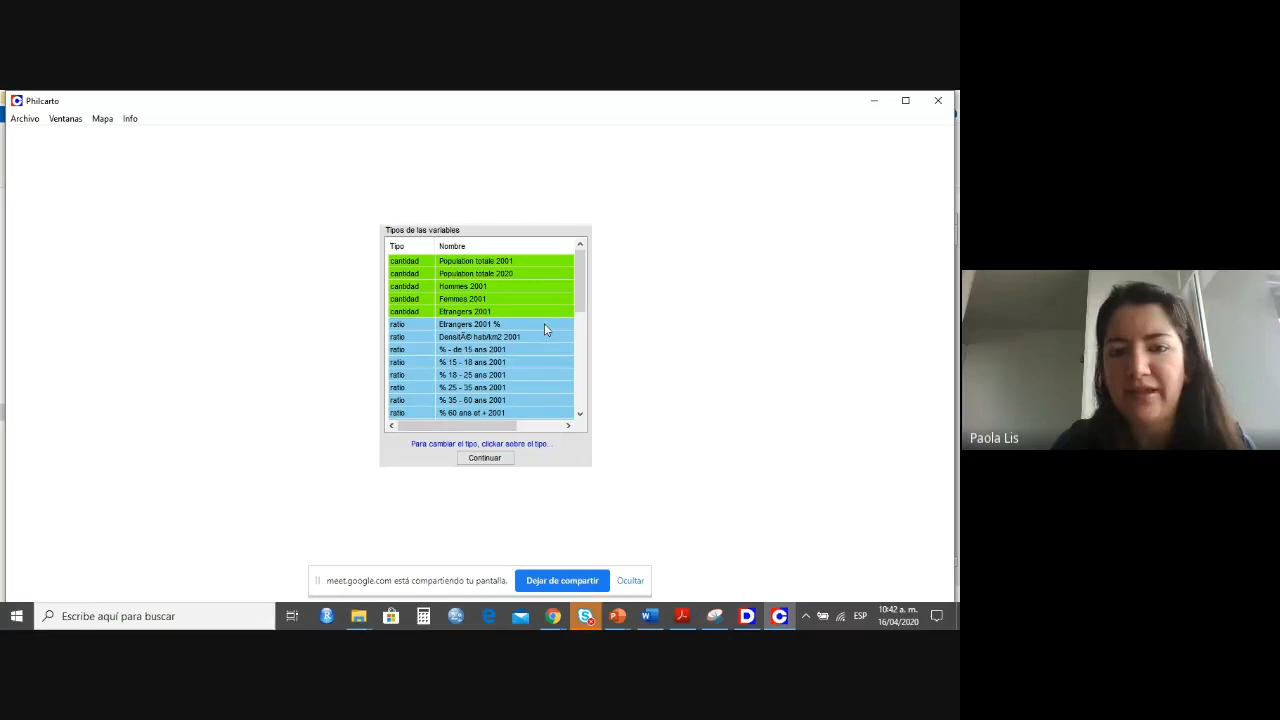 Philcarto
Archivo Ventanas Mapa Info
Tipos de las variables
Tipo Nombre
cantidad Population totale 2001
cantidad Population totale 2020
cantidad Hommes 2001
cantidad Femmes 2001
cantidad Etrangers 2001
ratio Etrangers 2001 %
ratio DensitÃ© hab/km2 2001
ratio % - de 15 ans 2001
ratio % 15 - 18 ans 2001
ratio % 18 - 25 ans 2001
ratio % 25 - 35 ans 2001
ratio % 35 - 60 ans 2001
ratio % 60 ans et + 2001
Para cambiar el tipo, clickar sobre el tipo...
Continuar
Paola Lis
meet.google.com está compartiendo tu pantalla. Dejar de compartir Ocultar
Escribe aquí para buscar
ESP
10:42 a. m.
16/04/2020